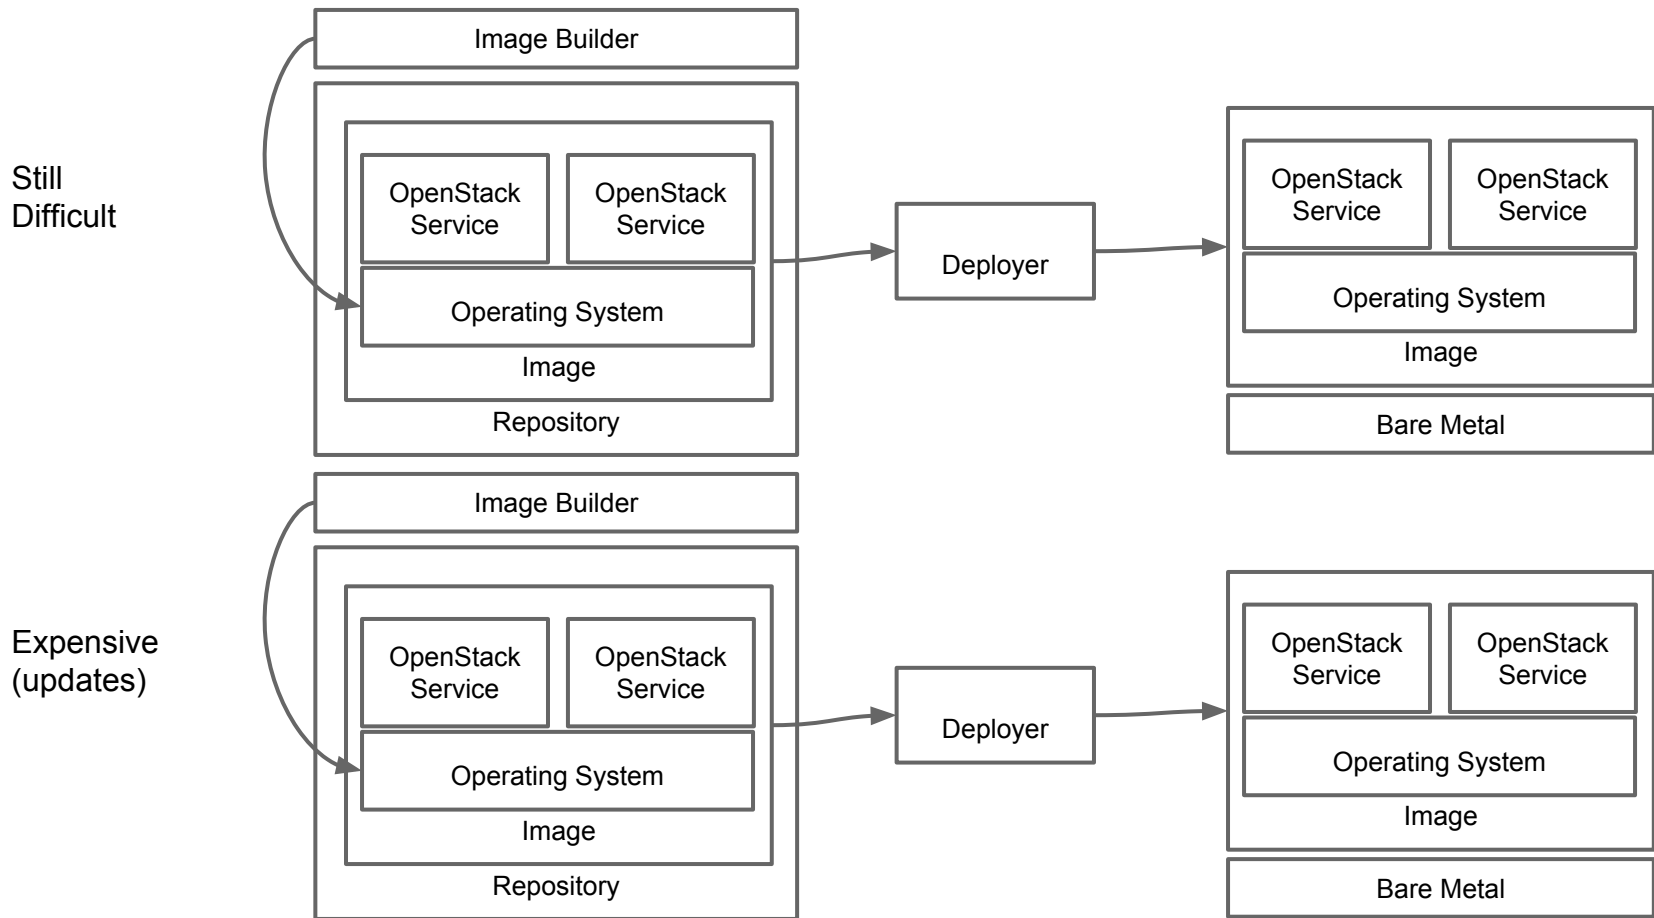 Image Builder
Still
Difficult
OpenStack
Service
OpenStack
Service
Operating System
Image
Repository
Deployer
OpenStack
Service
OpenStack
Service
Operating System
Image
Bare Metal
Image Builder
Expensive
(updates)
OpenStack
Service
OpenStack
Service
Operating System
Image
Repository
Deployer
OpenStack
Service
OpenStack
Service
Operating System
Image
Bare Metal